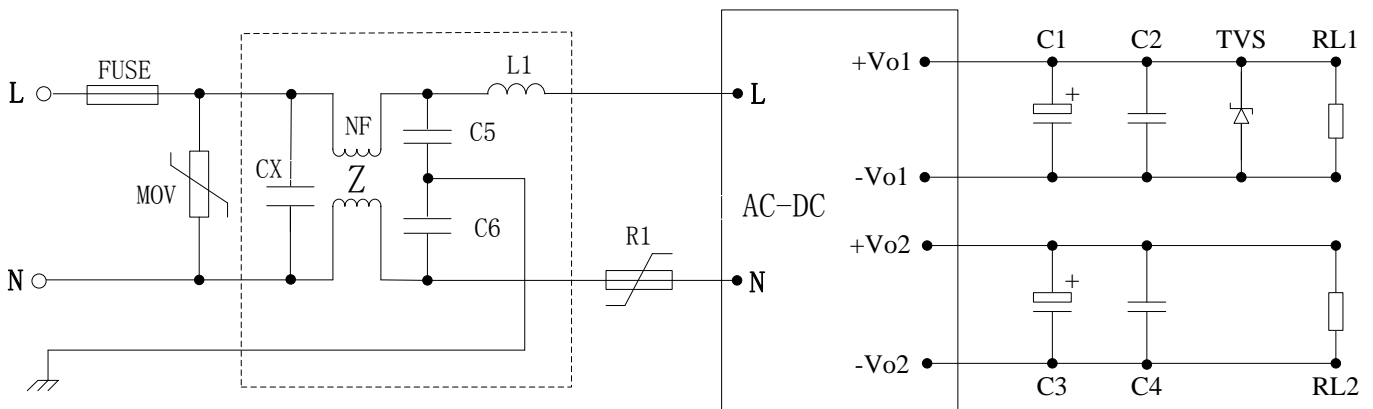 C1 C2 TVS RL1
+Vo1
FUSE L1
L L
NF C5
CX
MOV Z
-Vo1
AC-DC
C6
R1
+Vo2
N N
-Vo2
C3 C4 RL2
+
+